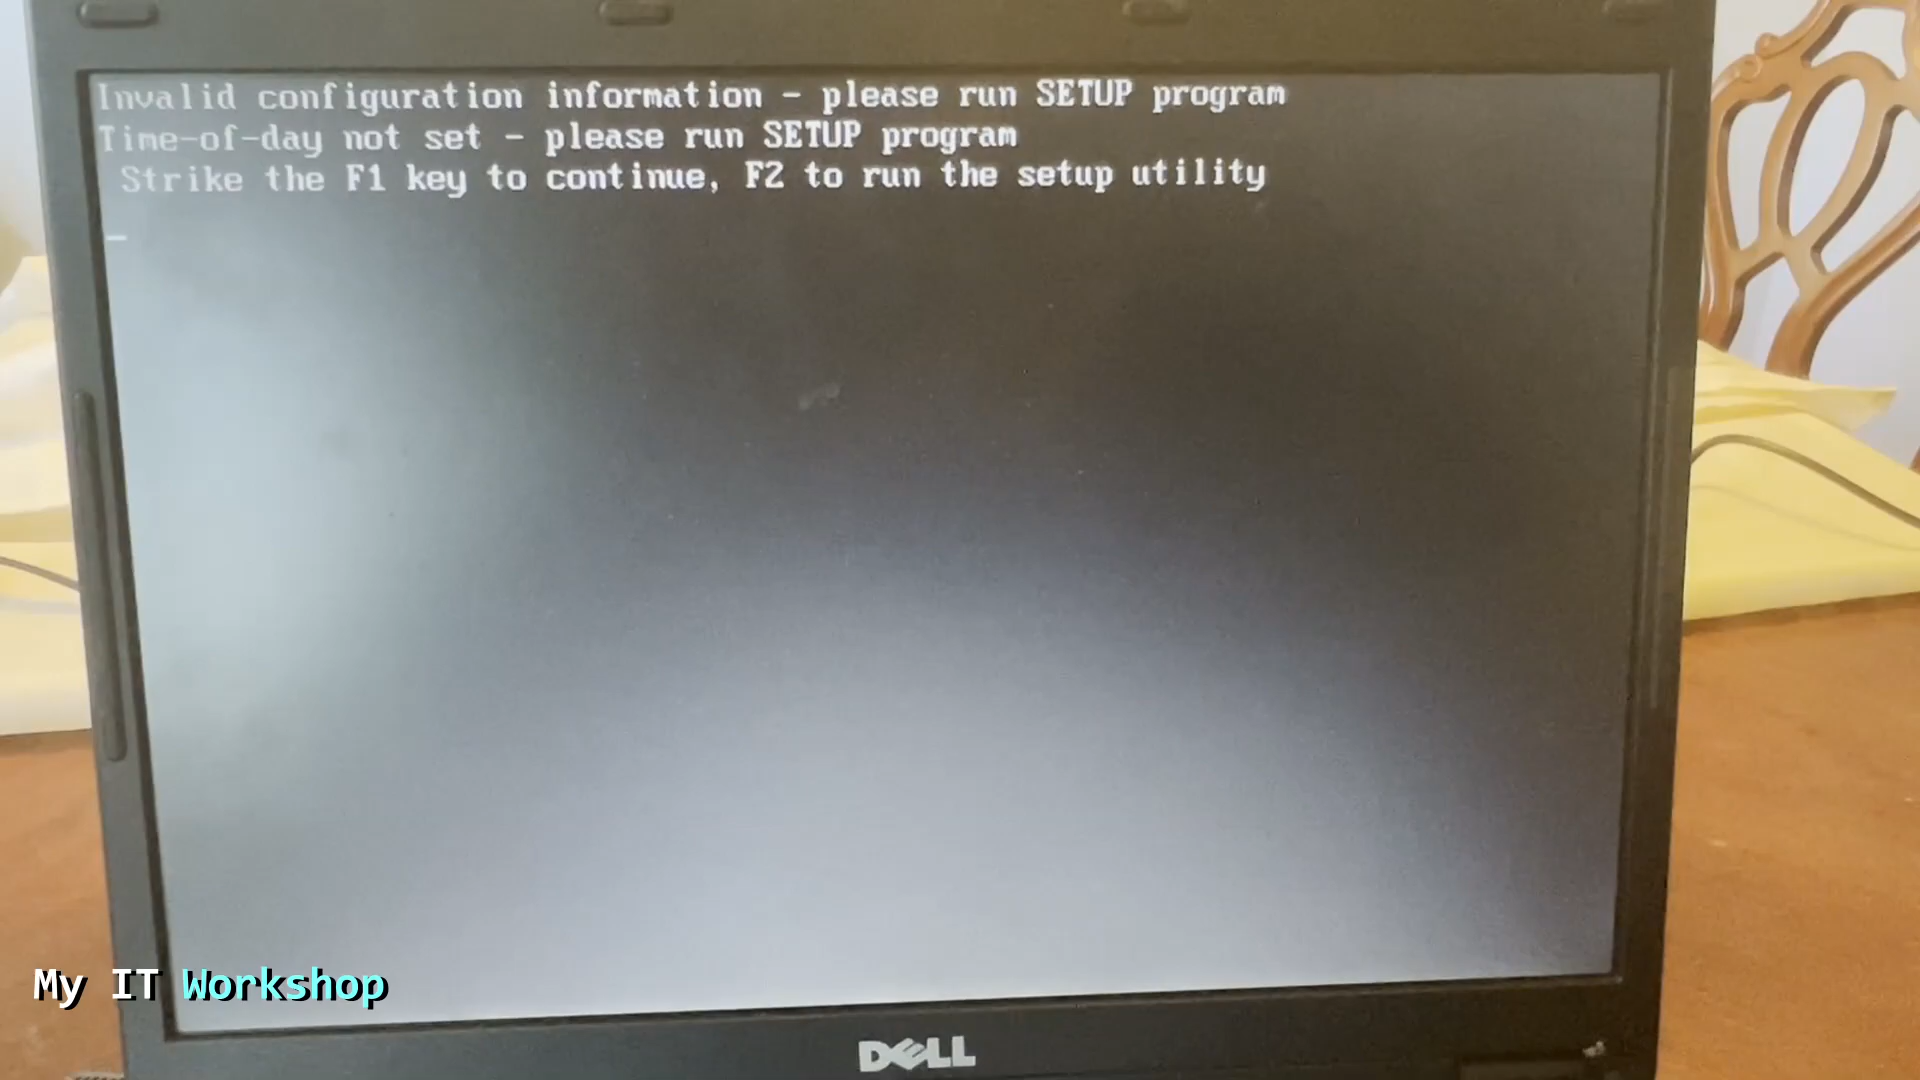 Invalid configuration information - please run SETUP program
Time-of-day not set - please run SETUP program
Strike the F1 key to continue, F2 to run the setup utility
_
My IT Workshop
DELL